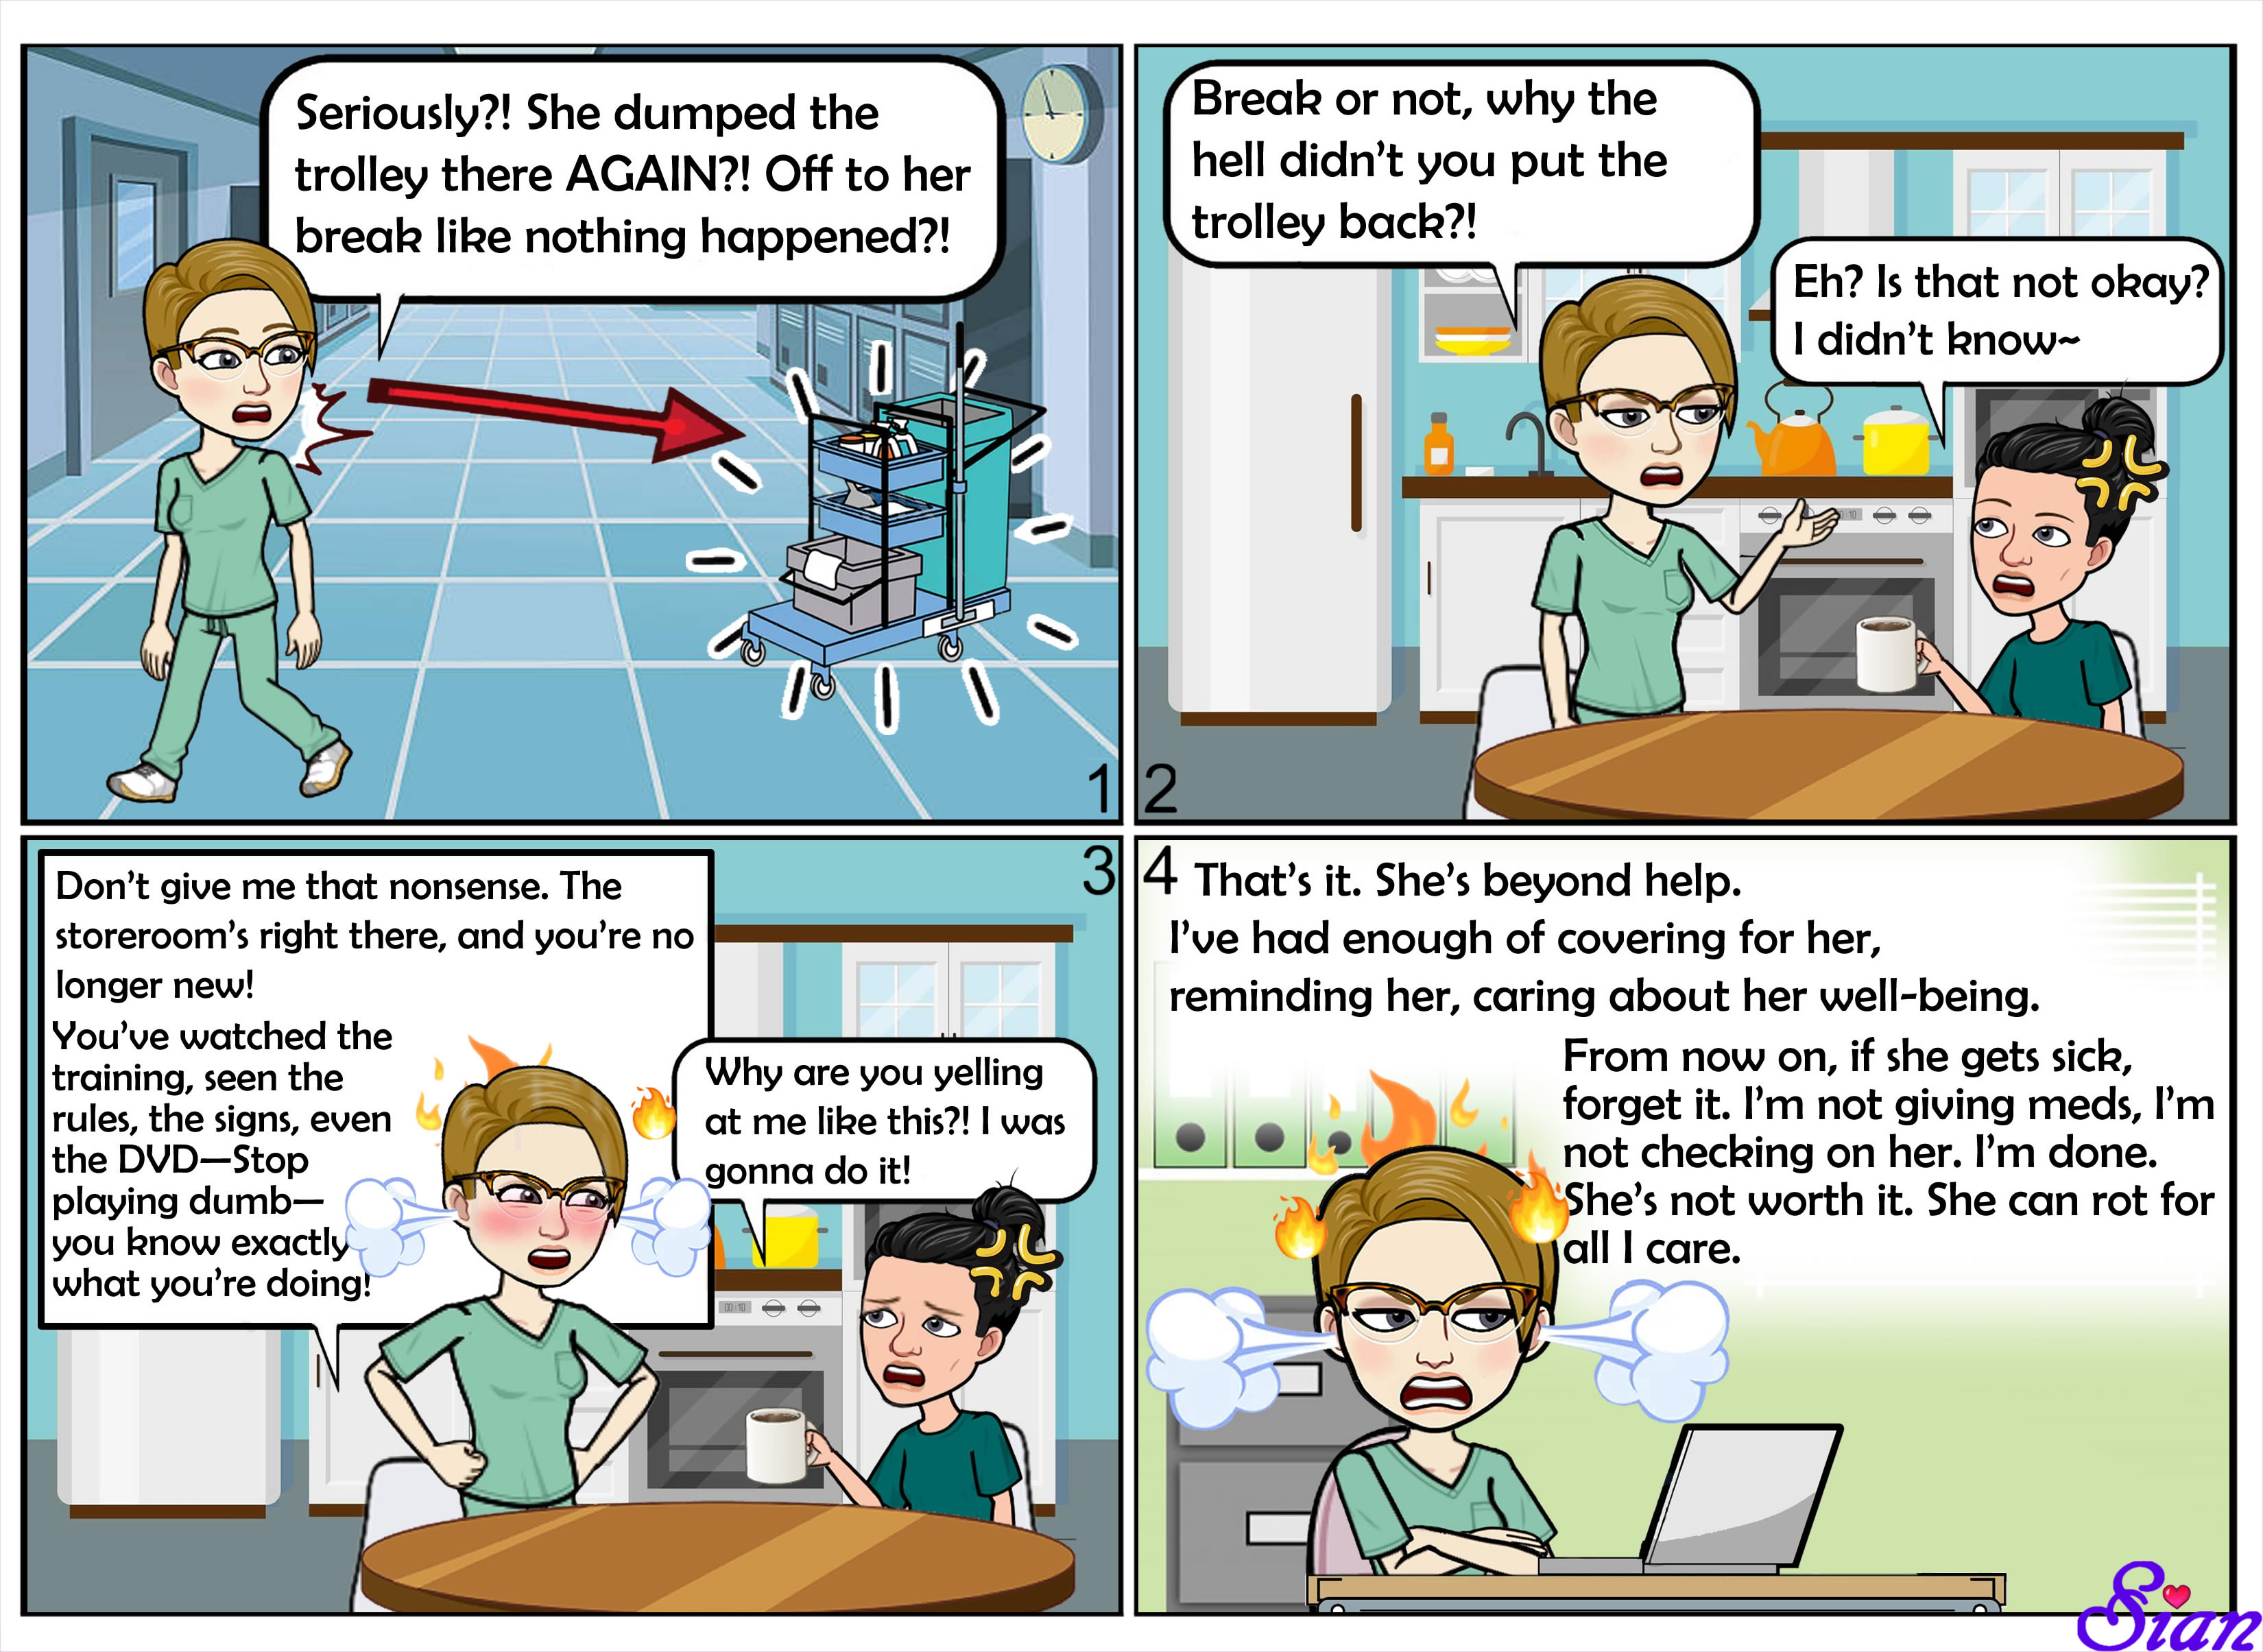 Seriously?! She dumped the
trolley there AGAIN?! Off to her
break like nothing happened?!
1
Break or not, why the
hell didn't you put the
trolley back?!
Eh? Is that not okay?
I didn't know~
2
3
Don't give me that nonsense. The
storeroom's right there, and you're no
longer new!
You've watched the
training, seen the
rules, the signs, even
the DVD—Stop
playing dumb—
you know exactly
what you're doing!
Why are you yelling
at me like this?! I was
gonna do it!
00:10
4
That's it. She's beyond help.
I've had enough of covering for her,
reminding her, caring about her well-being.
From now on, if she gets sick,
forget it. I'm not giving meds, I'm
not checking on her. I'm done.
She's not worth it. She can rot for
all I care.
Sian